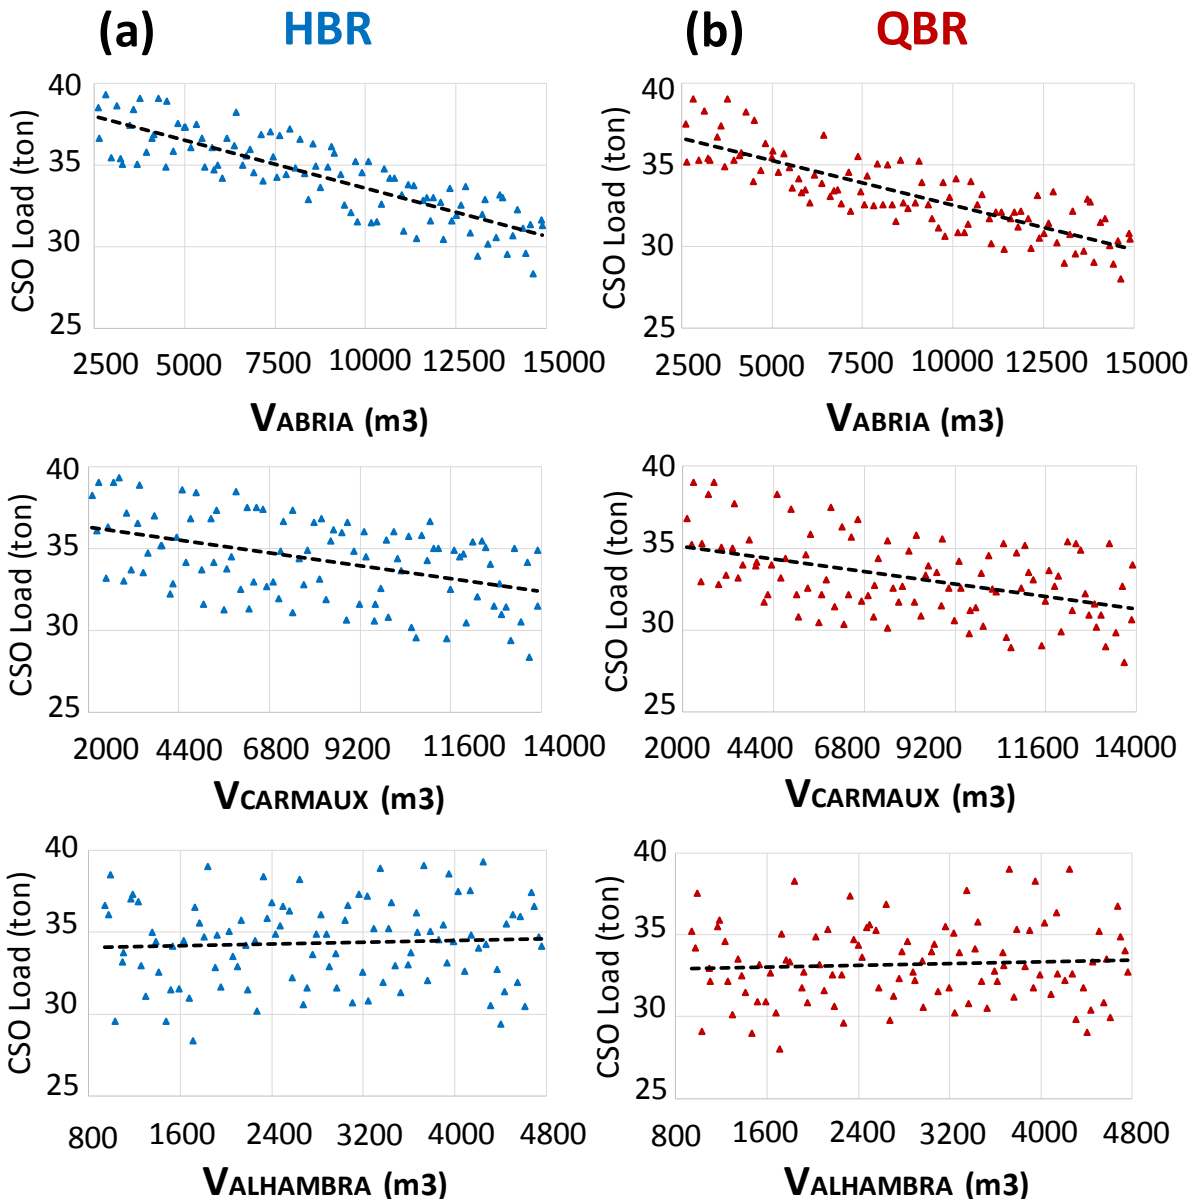 (a) HBR
(b) QBR
CSO Load (ton)
40
35
30
25
2500 5000 7500 10000 12500 15000
VABRIA (m3)
CSO Load (ton)
40
35
30
25
2500 5000 7500 10000 12500 15000
VABRIA (m3)
CSO Load (ton)
40
35
30
25
2000 4400 6800 9200 11600 14000
VCARMAUX (m3)
CSO Load (ton)
40
35
30
25
2000 4400 6800 9200 11600 14000
VCARMAUX (m3)
CSO Load (ton)
40
35
30
25
800 1600 2400 3200 4000 4800
VALHAMBRA (m3)
CSO Load (ton)
40
35
30
25
800 1600 2400 3200 4000 4800
VALHAMBRA (m3)